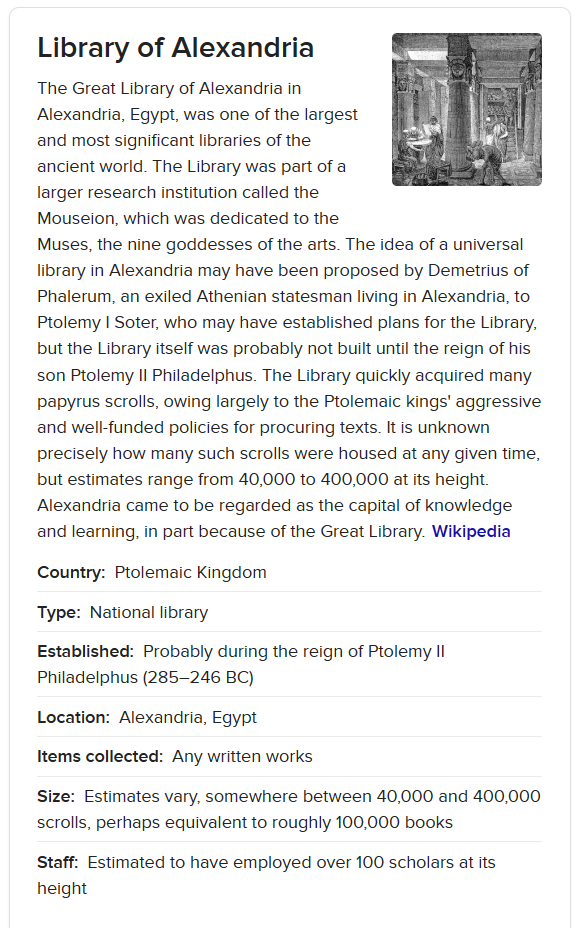 Library of Alexandria
The Great Library of Alexandria in
Alexandria, Egypt, was one of the largest
and most significant libraries of the
ancient world. The Library was part of a
larger research institution called the
Mouseion, which was dedicated to the
Muses, the nine goddesses of the arts. The idea of a universal
library in Alexandria may have been proposed by Demetrius of
Phalerum, an exiled Athenian statesman living in Alexandria, to
Ptolemy I Soter, who may have established plans for the Library,
but the Library itself was probably not built until the reign of his
son Ptolemy II Philadelphus. The Library quickly acquired many
papyrus scrolls, owing largely to the Ptolemaic kings' aggressive
and well-funded policies for procuring texts. It is unknown
precisely how many such scrolls were housed at any given time,
but estimates range from 40,000 to 400,000 at its height.
Alexandria came to be regarded as the capital of knowledge
and learning, in part because of the Great Library. Wikipedia
Country: Ptolemaic Kingdom
Type: National library
Established: Probably during the reign of Ptolemy II
Philadelphus (285–246 BC)
Location: Alexandria, Egypt
Items collected: Any written works
Size: Estimates vary, somewhere between 40,000 and 400,000
scrolls, perhaps equivalent to roughly 100,000 books
Staff: Estimated to have employed over 100 scholars at its
height